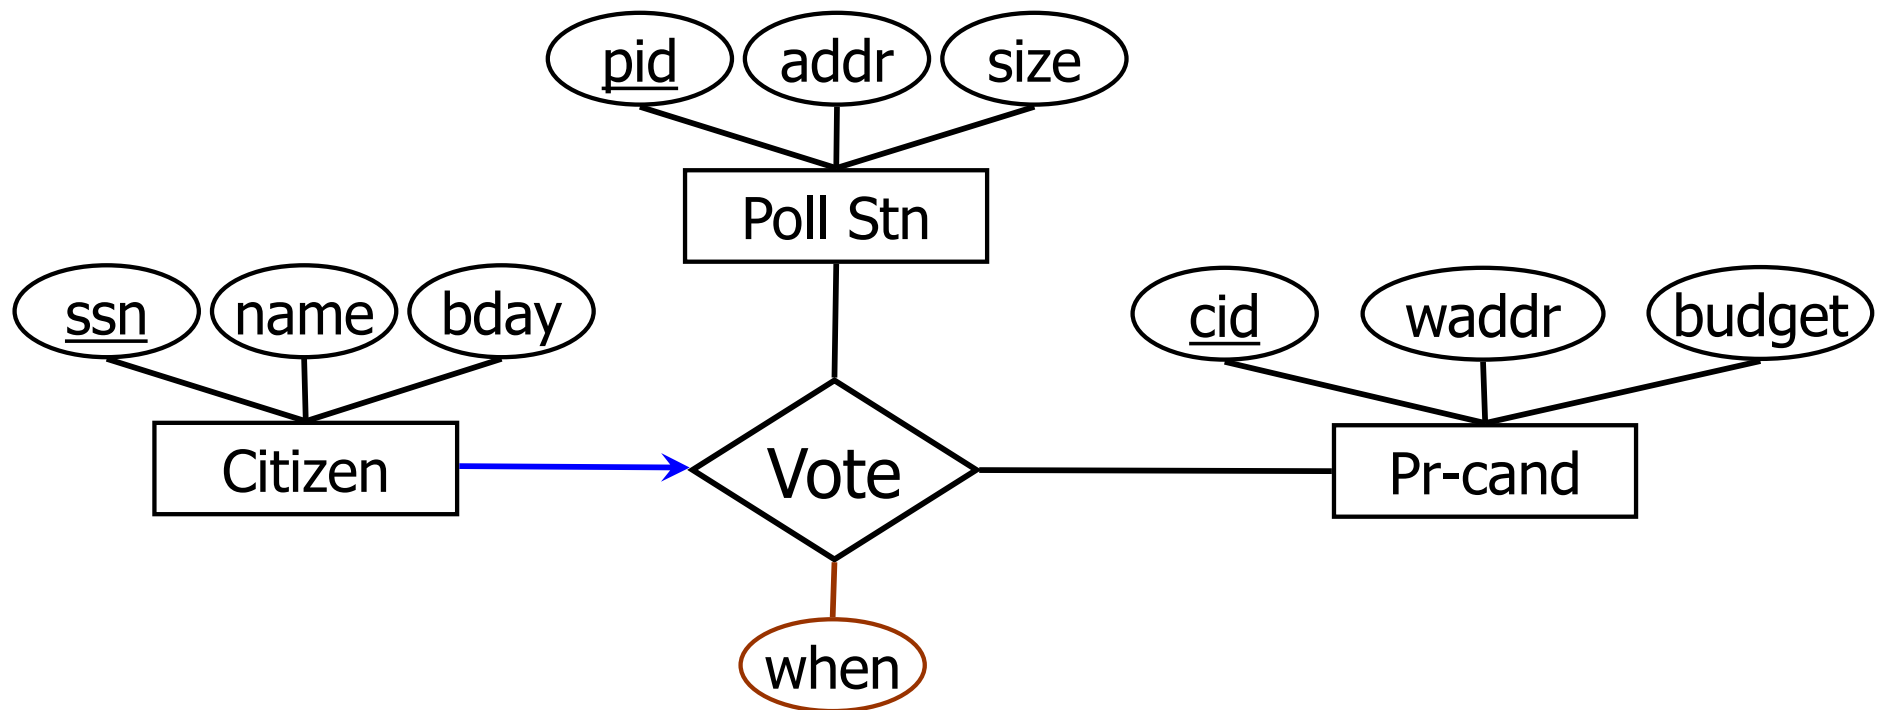 pid
addr
size
Poll Stn
ssn
name
bday
cid
waddr
budget
Citizen
Vote
Pr-cand
when